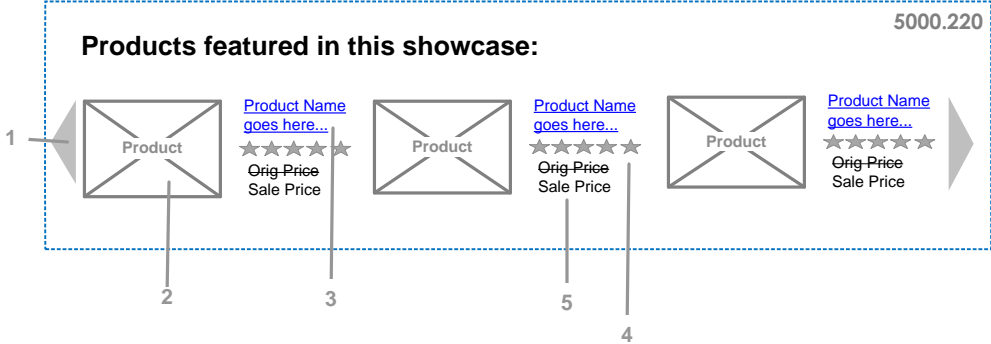 5000.220
Products featured in this showcase:
1
Product
Product Name
goes here...
Orig Price
Sale Price
Product
Product Name
goes here...
Orig Price
Sale Price
Product
Product Name
goes here...
Orig Price
Sale Price
2
3
5
4